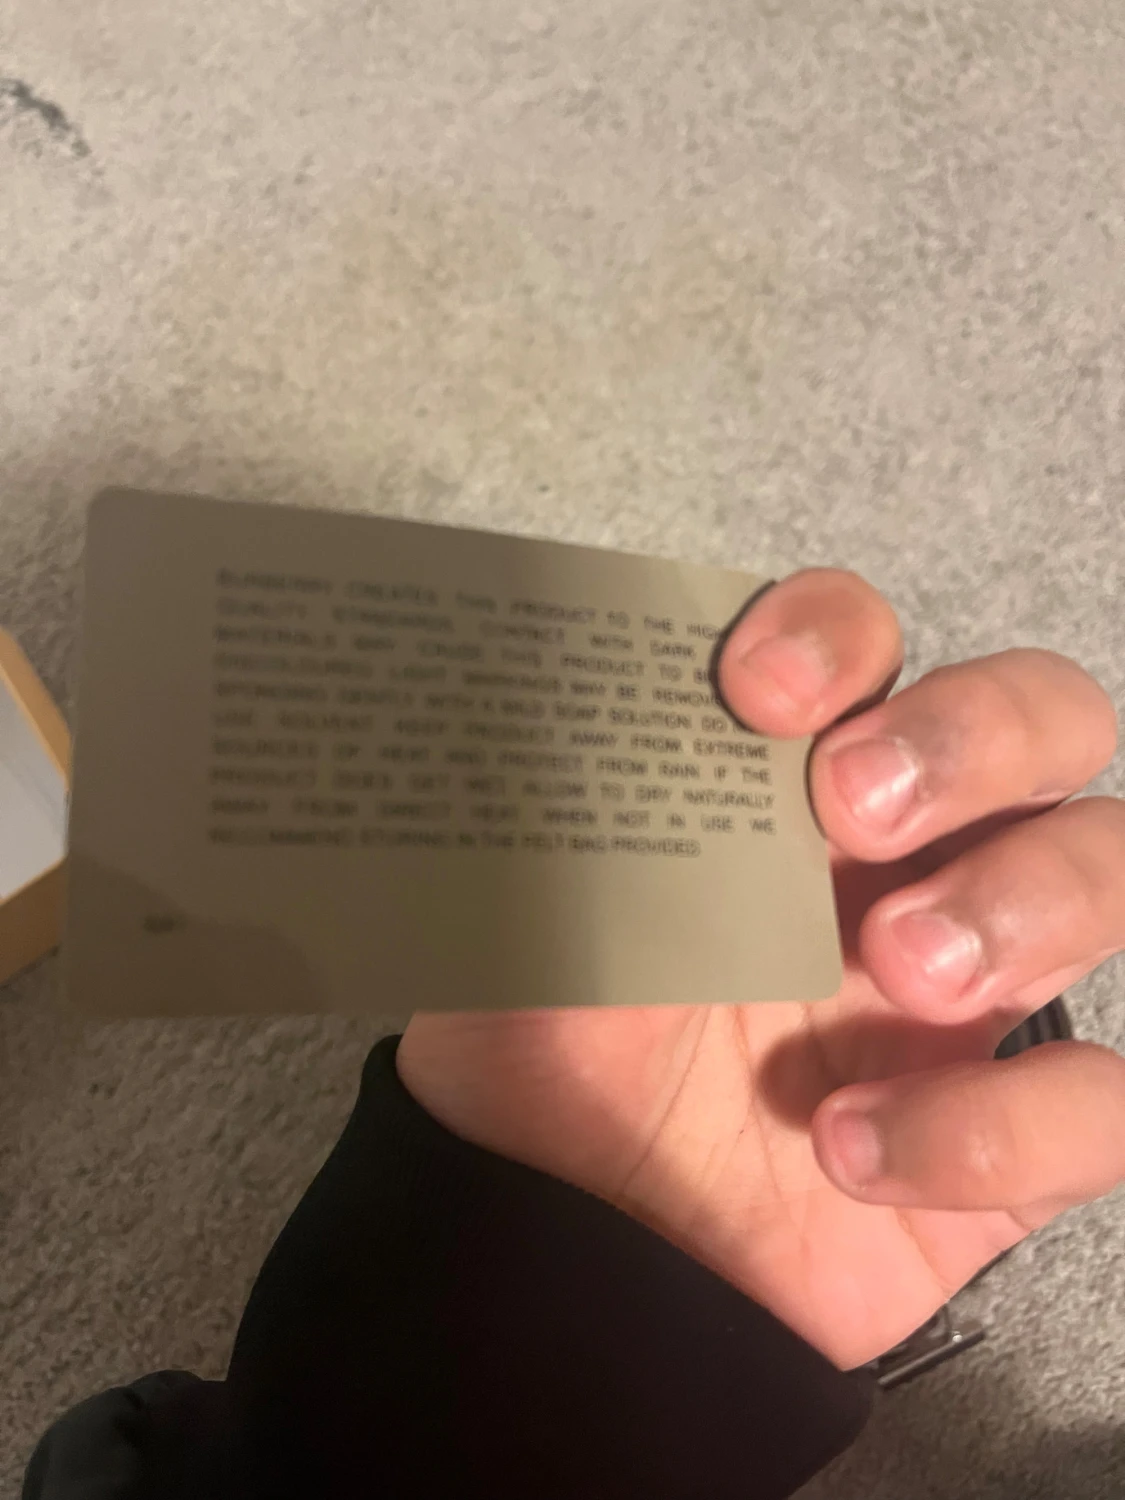 BURBERRY CREATES THIS PRODUCT TO THE
QUALITY STANDARDS. CONTACT WITH DARK
MATERIALS MAY CAUSE THIS PRODUCT TO
DISCOLOURED. LIGHT MARKINGS MAY BE
SPONGING GENTLY WITH A MILD SOAP SOLUTION. DO
USE SOLVENT. KEEP PRODUCT AWAY FROM EXTREME
SOURCES OF HEAT AND PROTECT FROM RAIN. IF THE
PRODUCT DOES GET WET, ALLOW TO DRY NATURALLY
AWAY FROM DIRECT HEAT. WHEN NOT IN USE WE
RECOMMEND STORING IN THE FELT BAG PROVIDED.